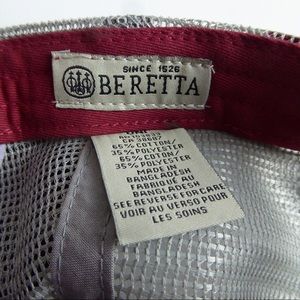 SINCE 1526
BERETTA
65% COTTON/
35% POLYESTER
65% COTON/
35% POLYESTER
MADE IN
BANGLADESH
FABRIQUÉ AU
BANGLADESH
SEE REVERSE FOR CARE
VOIR AU VERSO POUR
LES SOINS